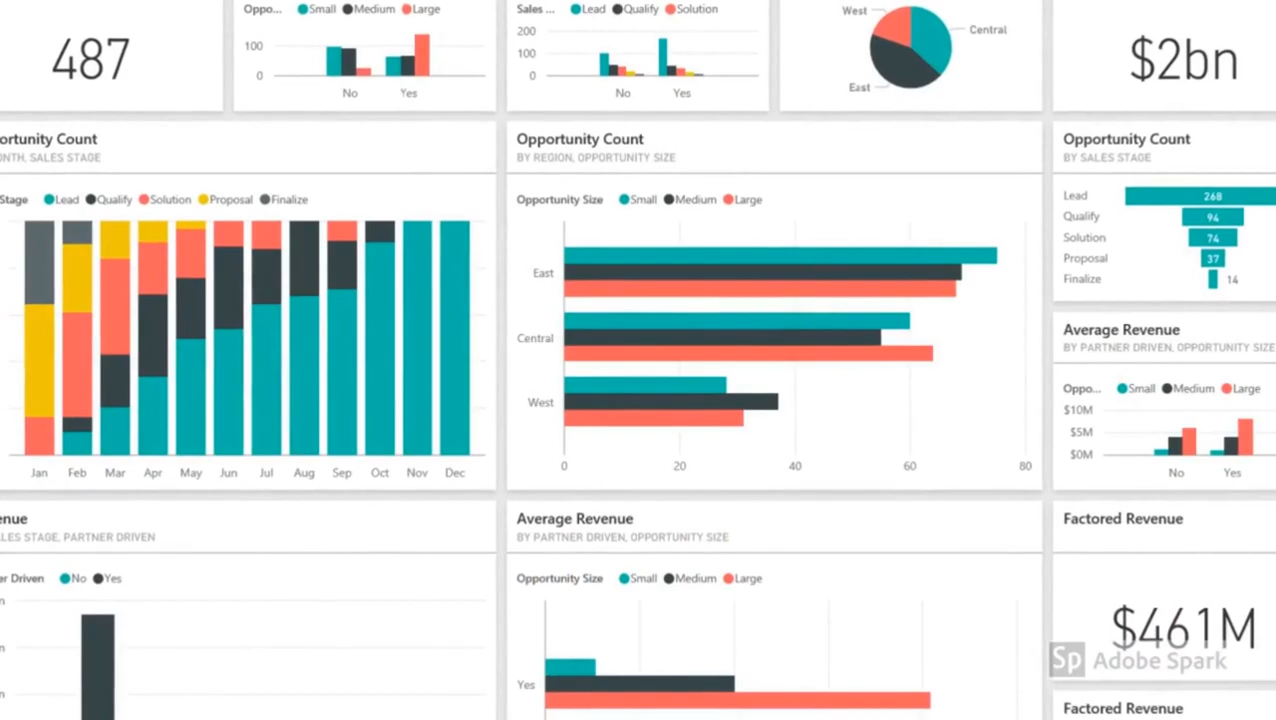 Oppo... Small Medium Large
Sales ... Lead Qualify Solution
487
100
0
No Yes
200
100
0
No Yes
West
Central
East
$2bn
ortunity Count
ONTH, SALES STAGE
Stage Lead Qualify Solution Proposal Finalize
Jan Feb Mar Apr May Jun Jul Aug Sep Oct Nov Dec
Opportunity Count
BY REGION, OPPORTUNITY SIZE
Opportunity Size Small Medium Large
East
Central
West
0 20 40 60 80
Opportunity Count
BY SALES STAGE
Lead 268
Qualify 94
Solution 74
Proposal 37
Finalize 14
Average Revenue
BY PARTNER DRIVEN, OPPORTUNITY SIZE
Oppo... Small Medium Large
$10M
$5M
$0M
No Yes
enue
LES STAGE, PARTNER DRIVEN
er Driven No Yes
n
n
n
Average Revenue
BY PARTNER DRIVEN, OPPORTUNITY SIZE
Opportunity Size Small Medium Large
Yes
Factored Revenue
$461M
Sp Adobe Spark
Factored Revenue